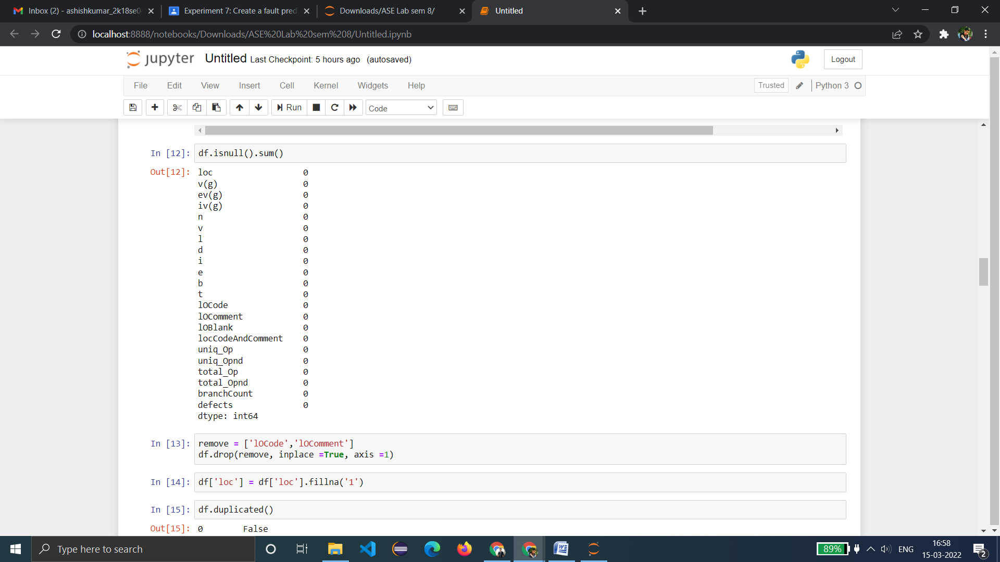 Inbox (2) - ashishkumar_2k18se0
Experiment 7: Create a fault pred
Downloads/ASE Lab sem 8/
Untitled
localhost:8888/notebooks/Downloads/ASE%20Lab%20sem%208/Untitled.ipynb
jupyter Untitled Last Checkpoint: 5 hours ago (autosaved)
Logout
File Edit View Insert Cell Kernel Widgets Help
Trusted Python 3
Run Code
In [12]: df.isnull().sum()
Out[12]: loc 0
v(g) 0
ev(g) 0
iv(g) 0
n 0
v 0
l 0
d 0
i 0
e 0
b 0
t 0
lOCode 0
lOComment 0
lOBlank 0
locCodeAndComment 0
uniq_Op 0
uniq_Opnd 0
total_Op 0
total_Opnd 0
branchCount 0
defects 0
dtype: int64
In [13]: remove = ['lOCode','lOComment']
df.drop(remove, inplace =True, axis =1)
In [14]: df['loc'] = df['loc'].fillna('1')
In [15]: df.duplicated()
Out[15]: 0 False
Type here to search
89%
ENG
16:58
15-03-2022
2